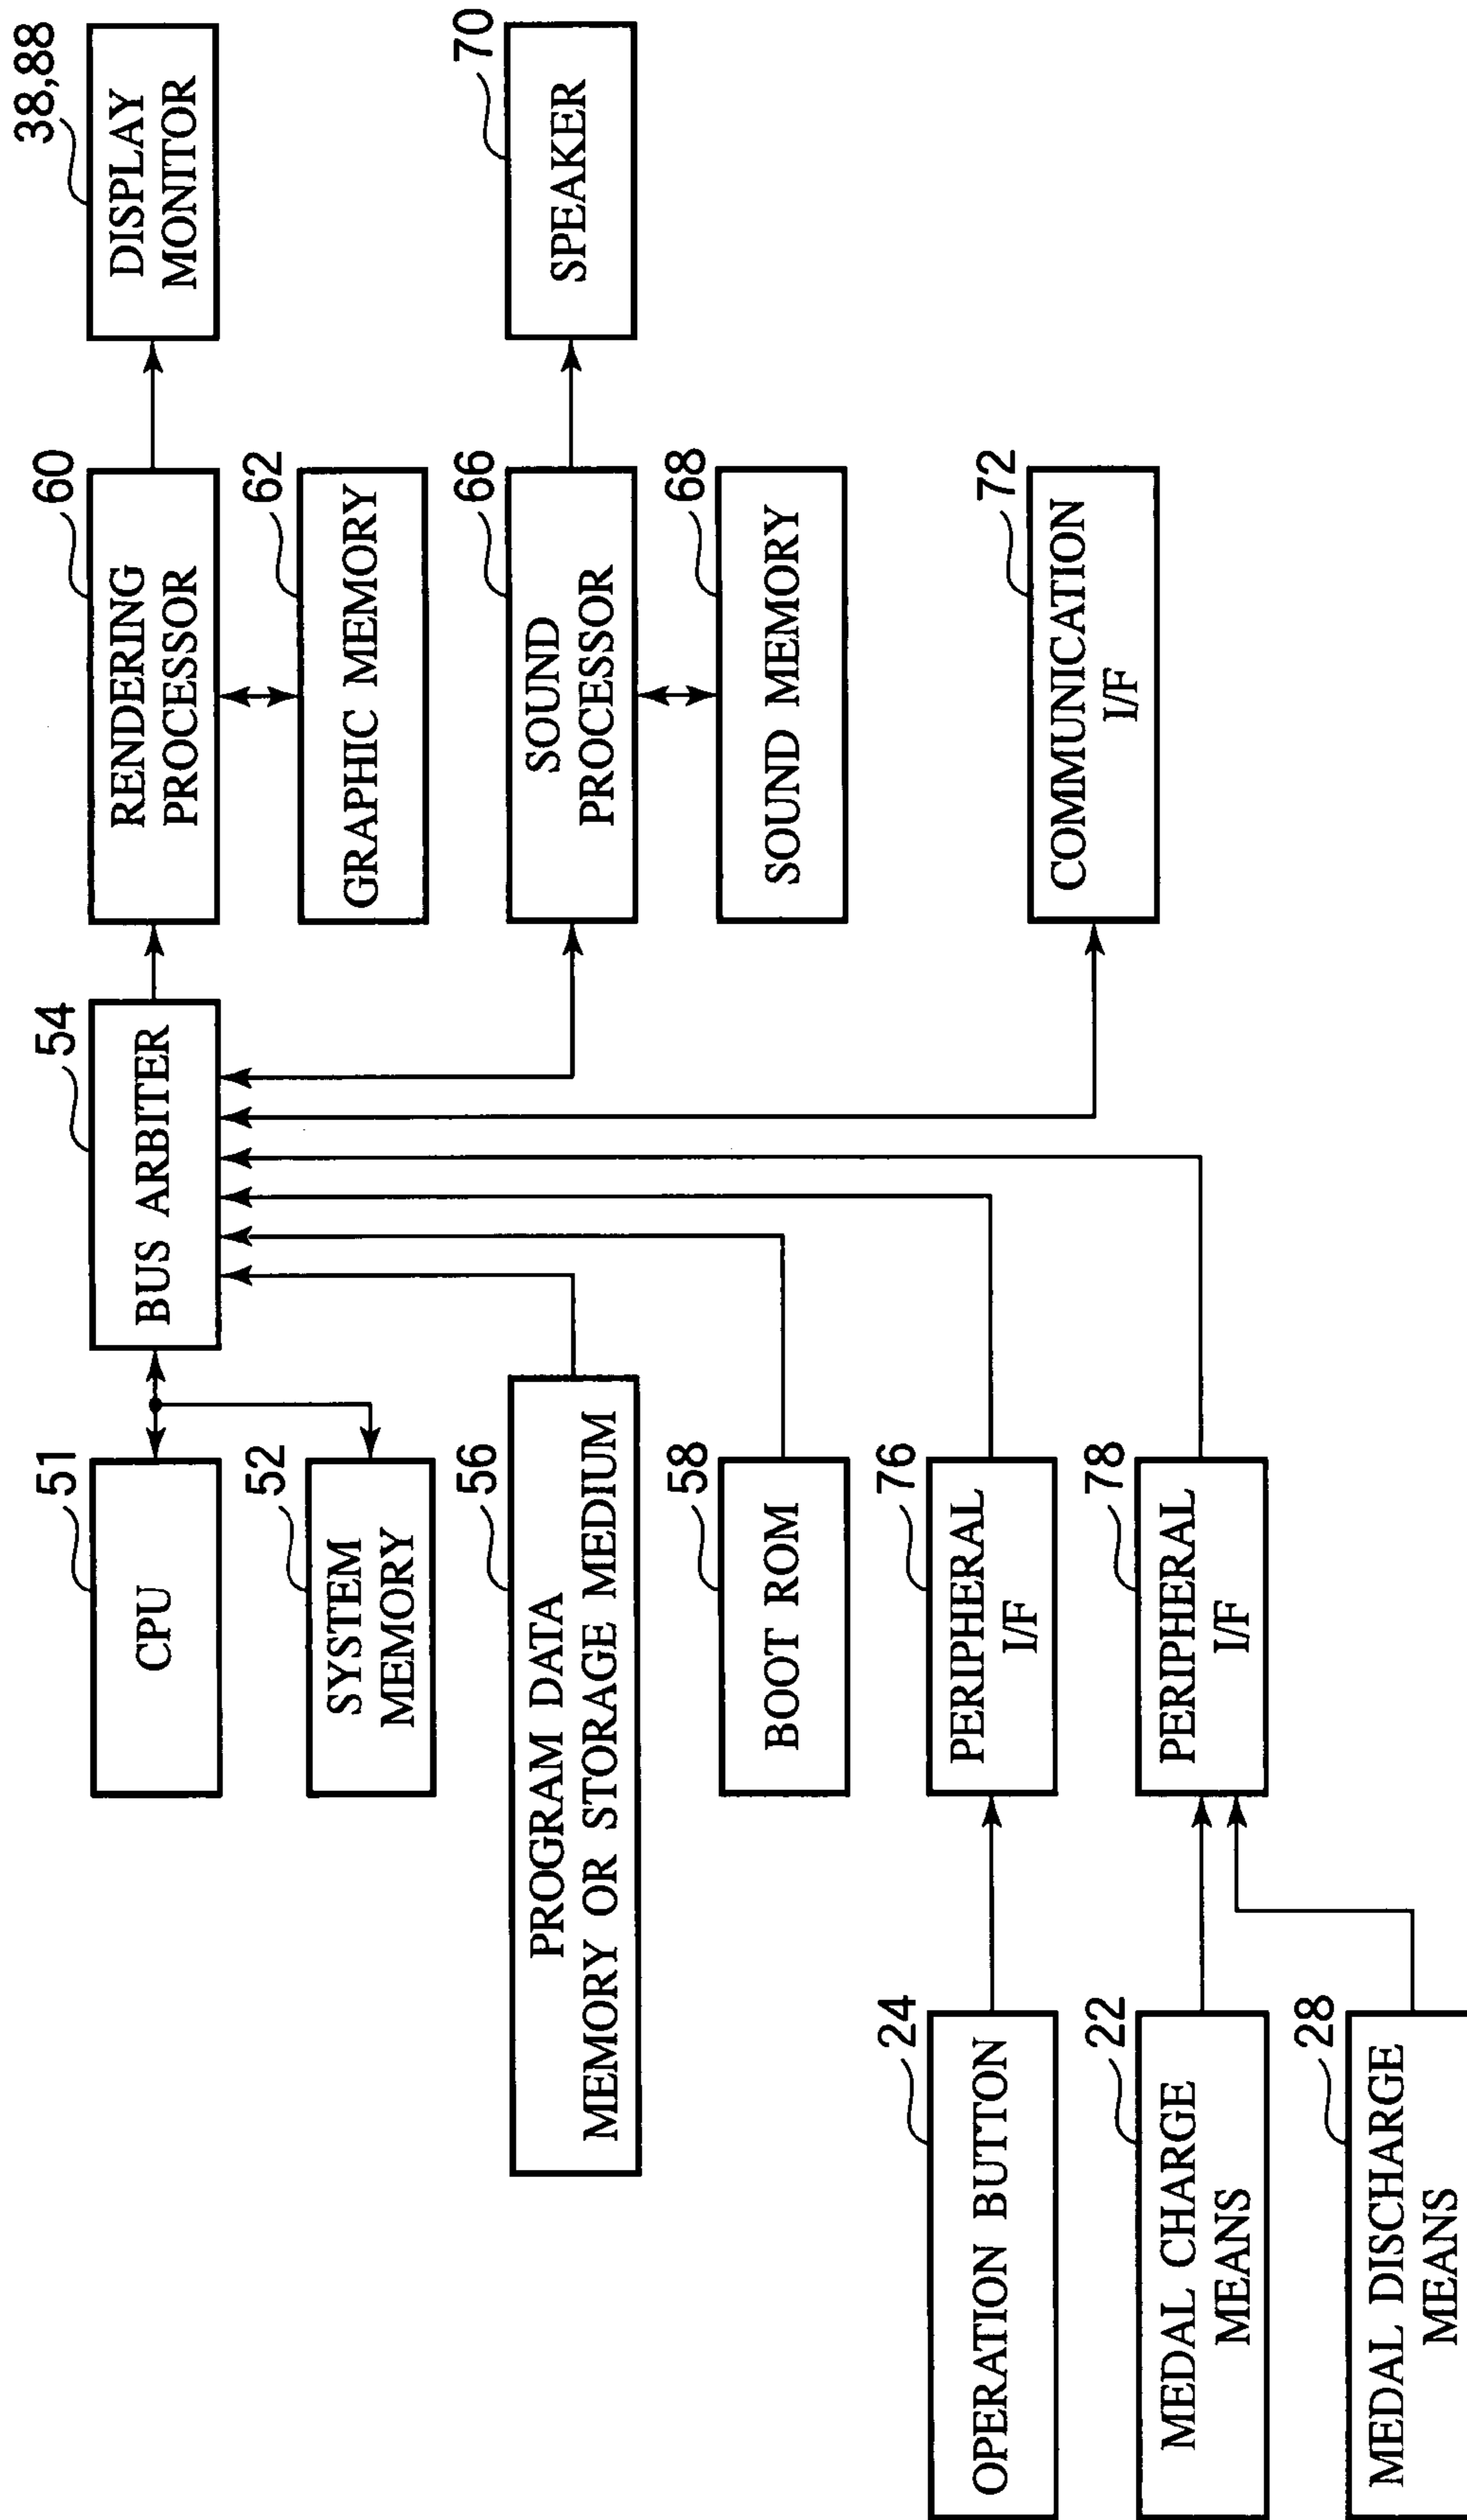 51
CPU
52
SYSTEM
MEMORY
56
PROGRAM DATA
MEMORY OR STORAGE MEDIUM
58
BOOT ROM
76
PERIPHERAL
I/F
78
PERIPHERAL
I/F
24
OPERATION BUTTON
22
MEDAL CHARGE
MEANS
28
MEDAL DISCHARGE
MEANS
54
BUS ARBITER
60
RENDERING
PROCESSOR
62
GRAPHIC MEMORY
66
SOUND
PROCESSOR
68
SOUND MEMORY
72
COMMUNICATION
I/F
38,88
DISPLAY
MONITOR
70
SPEAKER